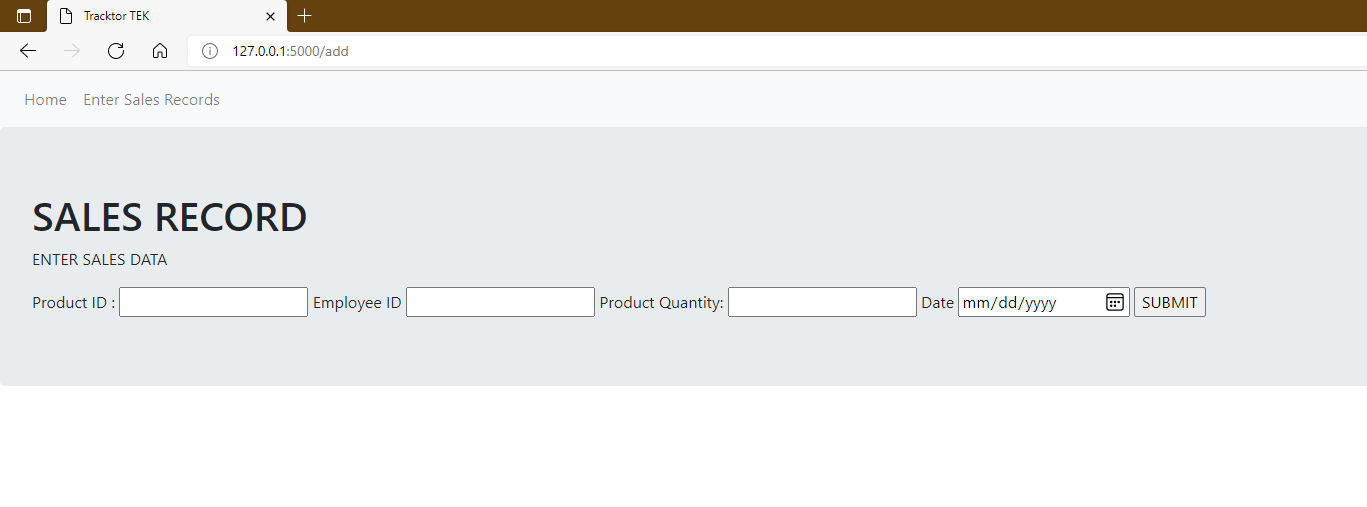 Tracktor TEK
127.0.0.1:5000/add
Home Enter Sales Records
SALES RECORD
ENTER SALES DATA
Product ID : Employee ID Product Quantity: Date mm/dd/yyyy SUBMIT